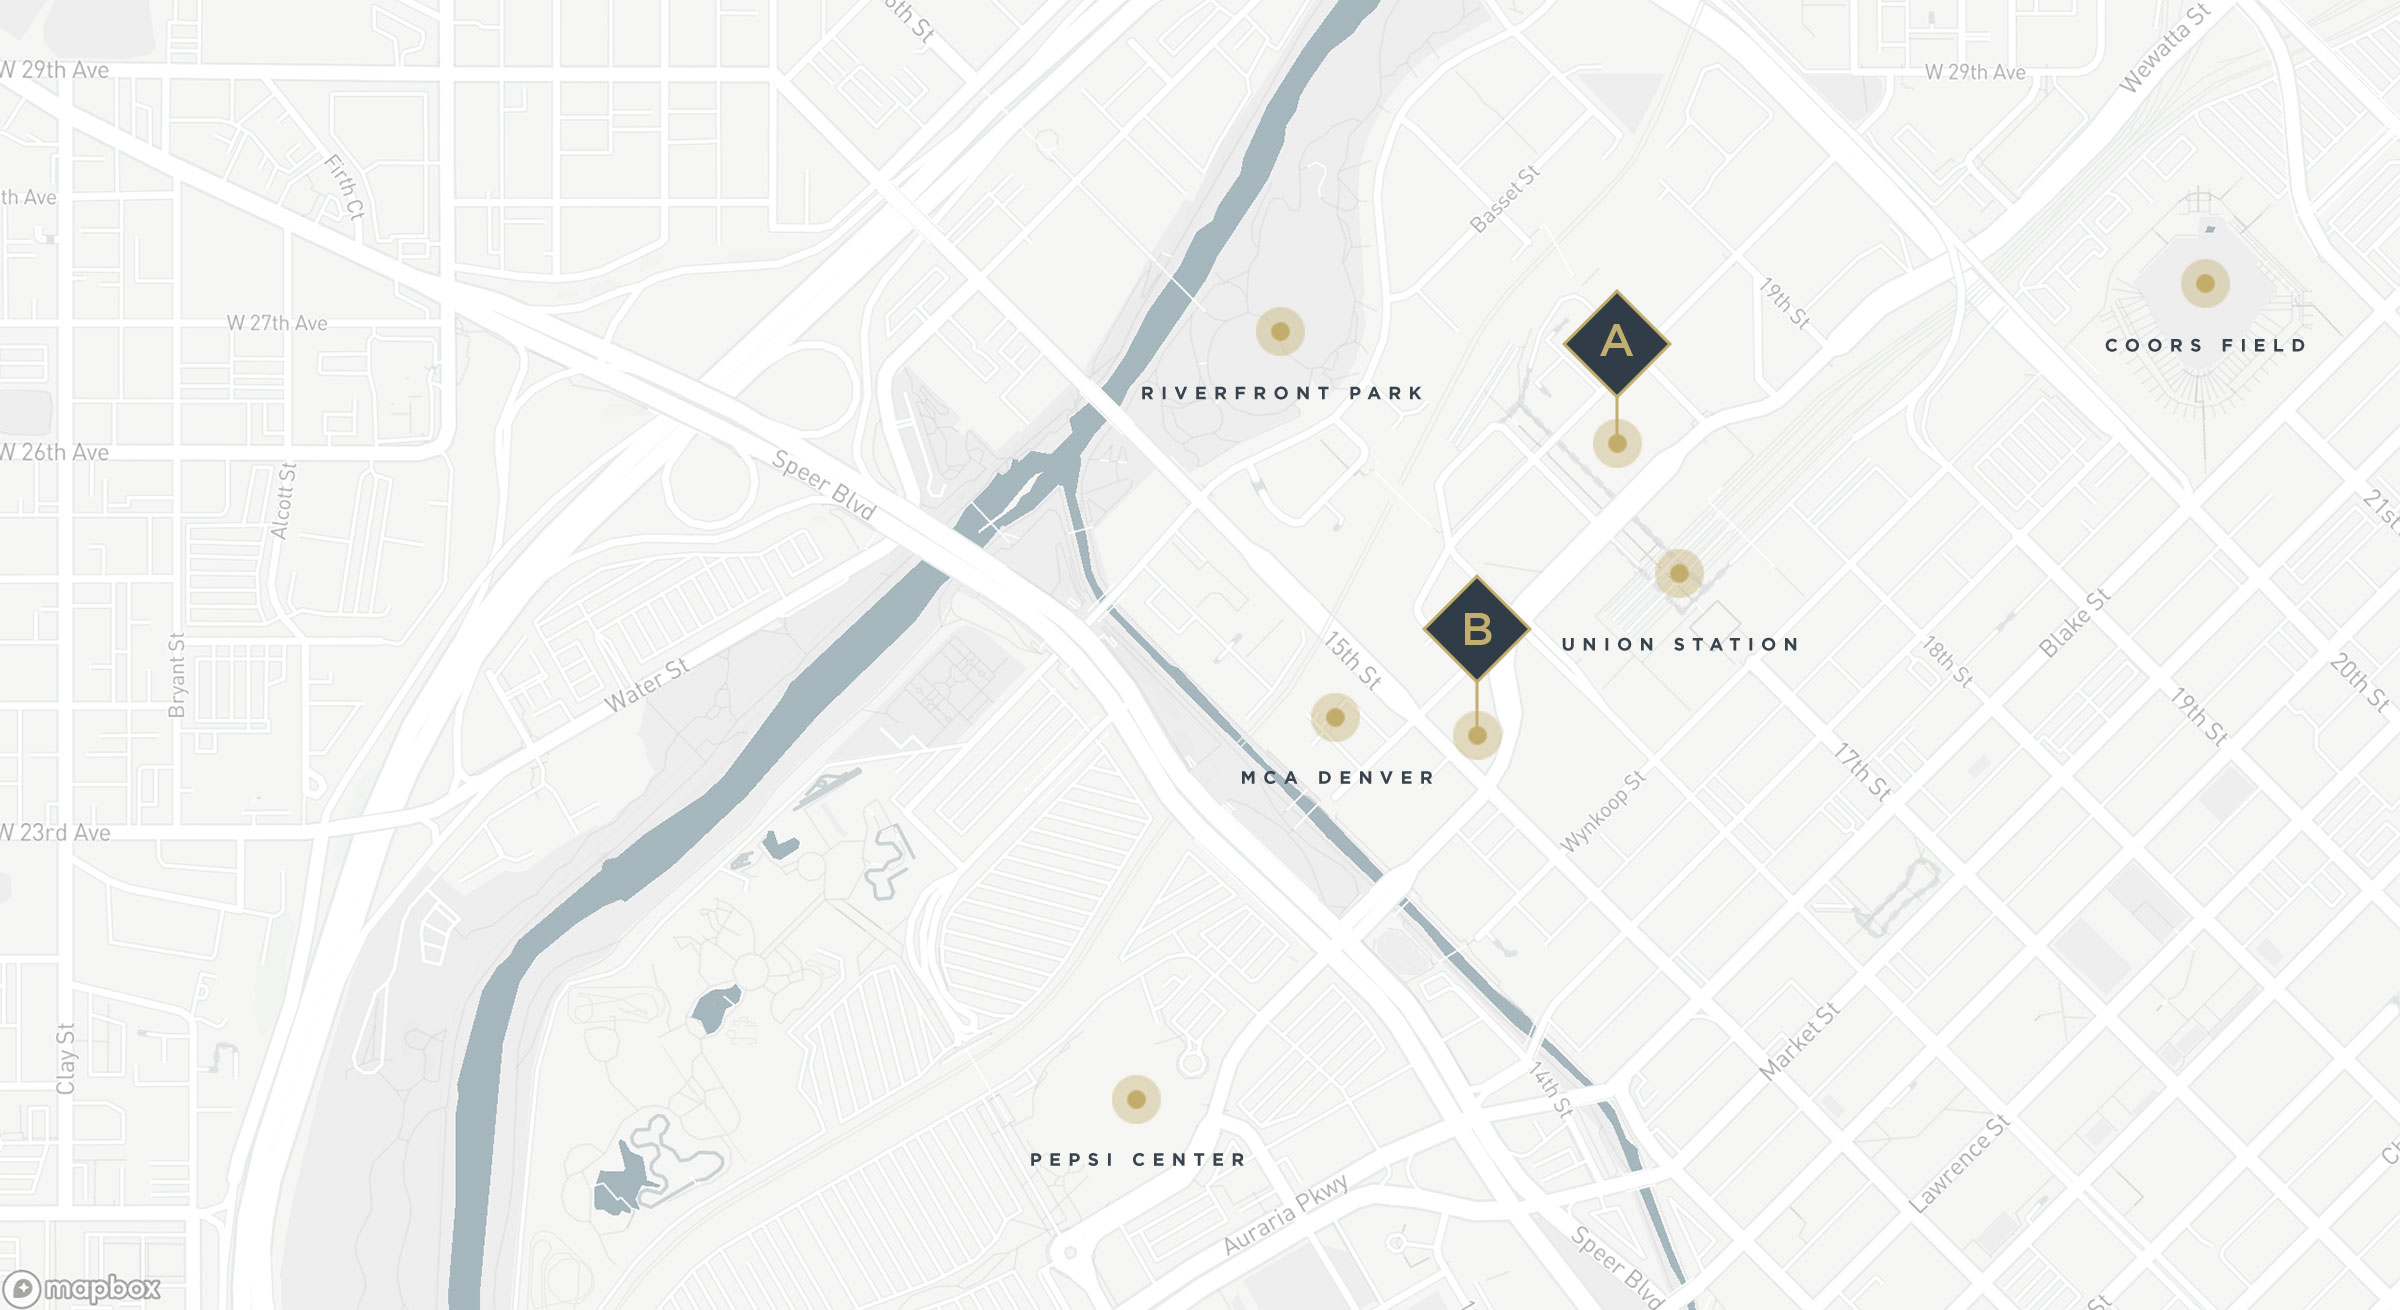 6th St
W 29th Ave
W 29th Ave
Wewatta St
Firth Ct
th Ave
Basset St
19th St
W 27th Ave
A
COORS FIELD
RIVERFRONT PARK
W 26th Ave
Speer Blvd
Alcott St
21st
B
UNION STATION
Blake St
15th St
18th St
20th St
Bryant St
Water St
19th St
MCA DENVER
17th St
Wynkoop St
W 23rd Ave
Market St
Clay St
14th St
PEPSI CENTER
Lawrence St
Auraria Pkwy
Speer Blvd
mapbox